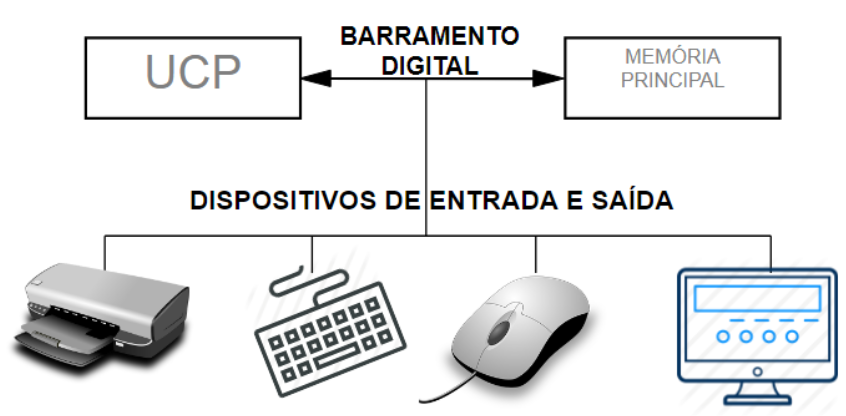 UCP
BARRAMENTO
DIGITAL
MEMÓRIA
PRINCIPAL
DISPOSITIVOS DE ENTRADA E SAÍDA